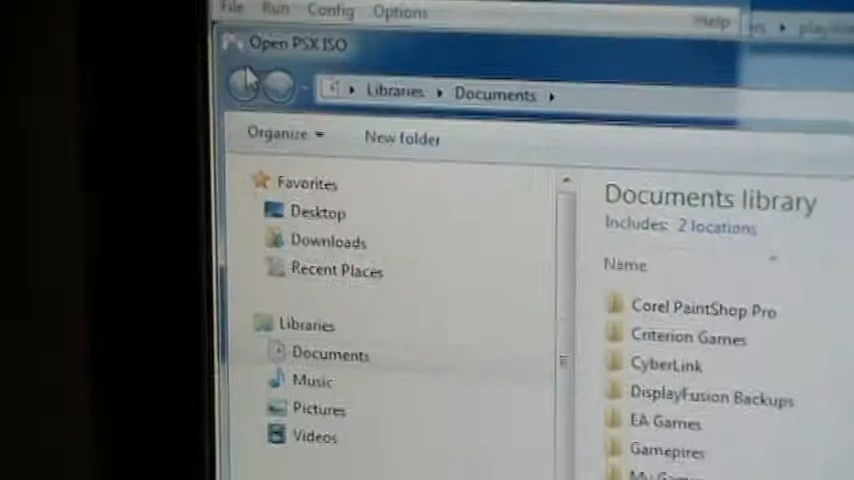 File Run Config Options Help
Open PSX ISO
Libraries Documents
Organize New folder
Favorites
Desktop
Downloads
Recent Places
Libraries
Documents
Music
Pictures
Videos
Documents library
Includes: 2 locations
Name
Corel PaintShop Pro
Criterion Games
CyberLink
DisplayFusion Backups
EA Games
Gamepires